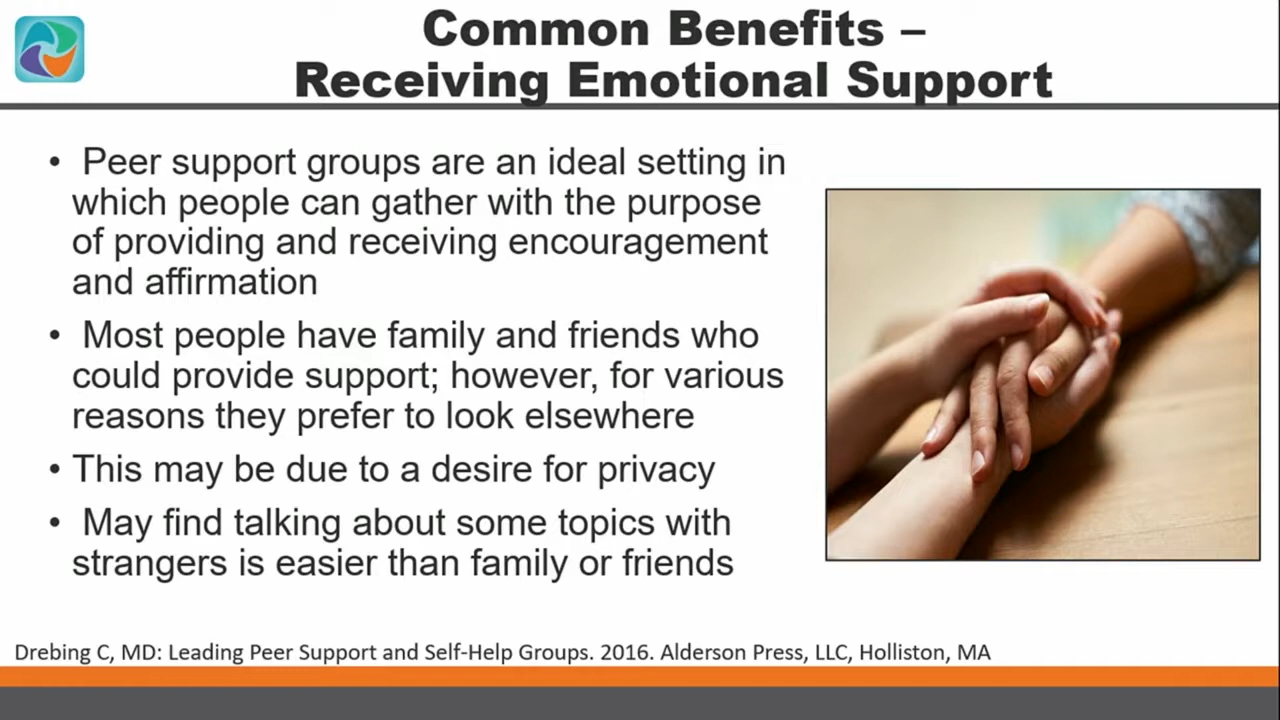 Common Benefits –
Receiving Emotional Support
• Peer support groups are an ideal setting in
which people can gather with the purpose
of providing and receiving encouragement
and affirmation
• Most people have family and friends who
could provide support; however, for various
reasons they prefer to look elsewhere
• This may be due to a desire for privacy
• May find talking about some topics with
strangers is easier than family or friends
Drebing C, MD: Leading Peer Support and Self-Help Groups. 2016. Alderson Press, LLC, Holliston, MA